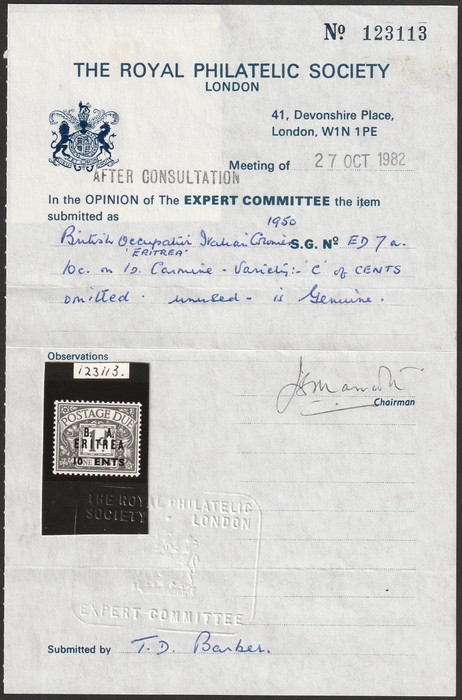 Nº 123113
THE ROYAL PHILATELIC SOCIETY
LONDON
41, Devonshire Place,
London, W1N 1PE
Meeting of 27 OCT 1982
AFTER CONSULTATION
In the OPINION of The EXPERT COMMITTEE the item
submitted as
1950
British Occupation Italian Colonies S.G. Nº ED 7a.
'ERITREA'
10c. on 1d. Carmine - Variety:- 'C' of CENTS
omitted. unused - is Genuine.
Observations
123113.
Chairman
POSTAGE DUE
B. A.
ERITREA
10 ENTS
THE ROYAL PHILATELIC
SOCIETY LONDON
EXPERT COMMITTEE
Submitted by T. D. Barber.